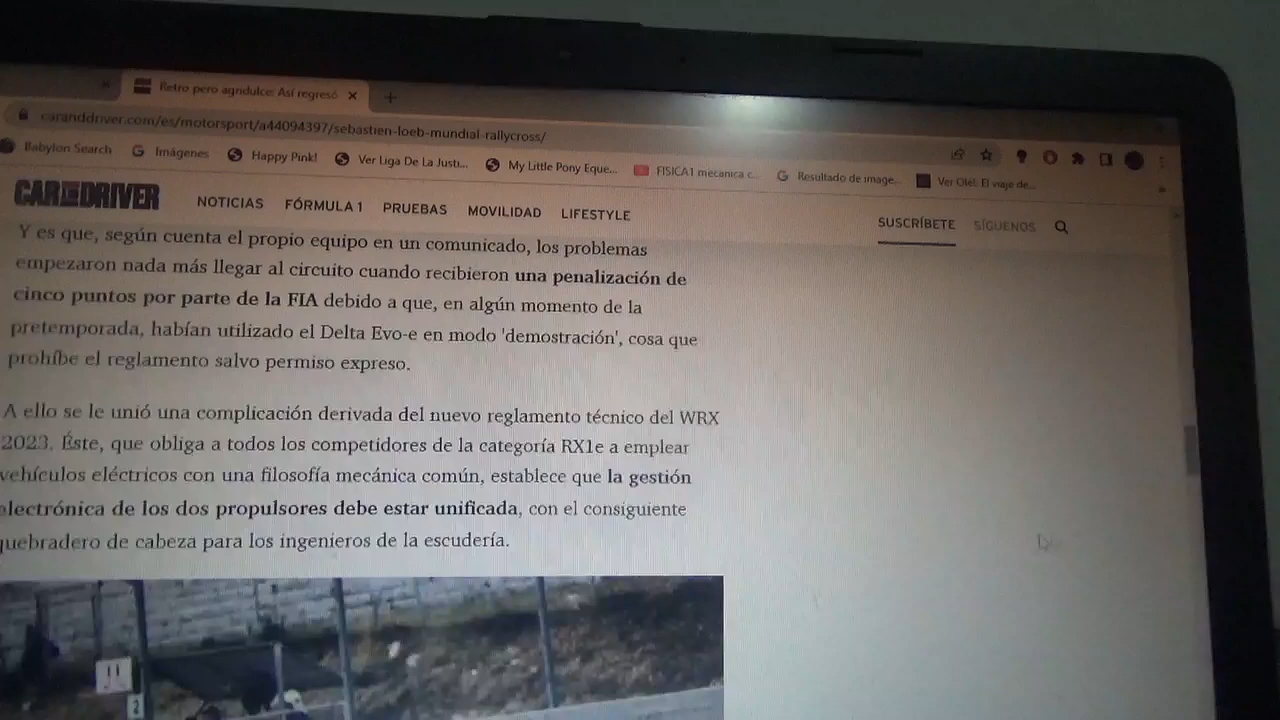 Retro pero agridulce: Así regresó
caranddriver.com/es/motorsport/a44094397/sebastien-loeb-mundial-rallycross/
Babylon Search Imágenes Happy Pink! Ver Liga De La Justi... My Little Pony Eque... FISICA1 mecanica c... Resultado de image... Ver Olé!: El viaje de...
CAR AND DRIVER NOTICIAS FÓRMULA 1 PRUEBAS MOVILIDAD LIFESTYLE SUSCRÍBETE SÍGUENOS
Y es que, según cuenta el propio equipo en un comunicado, los problemas
empezaron nada más llegar al circuito cuando recibieron una penalización de
cinco puntos por parte de la FIA debido a que, en algún momento de la
pretemporada, habían utilizado el Delta Evo-e en modo 'demostración', cosa que
prohíbe el reglamento salvo permiso expreso.
A ello se le unió una complicación derivada del nuevo reglamento técnico del WRX
2023. Éste, que obliga a todos los competidores de la categoría RX1e a emplear
vehículos eléctricos con una filosofía mecánica común, establece que la gestión
electrónica de los dos propulsores debe estar unificada, con el consiguiente
quebradero de cabeza para los ingenieros de la escudería.
2